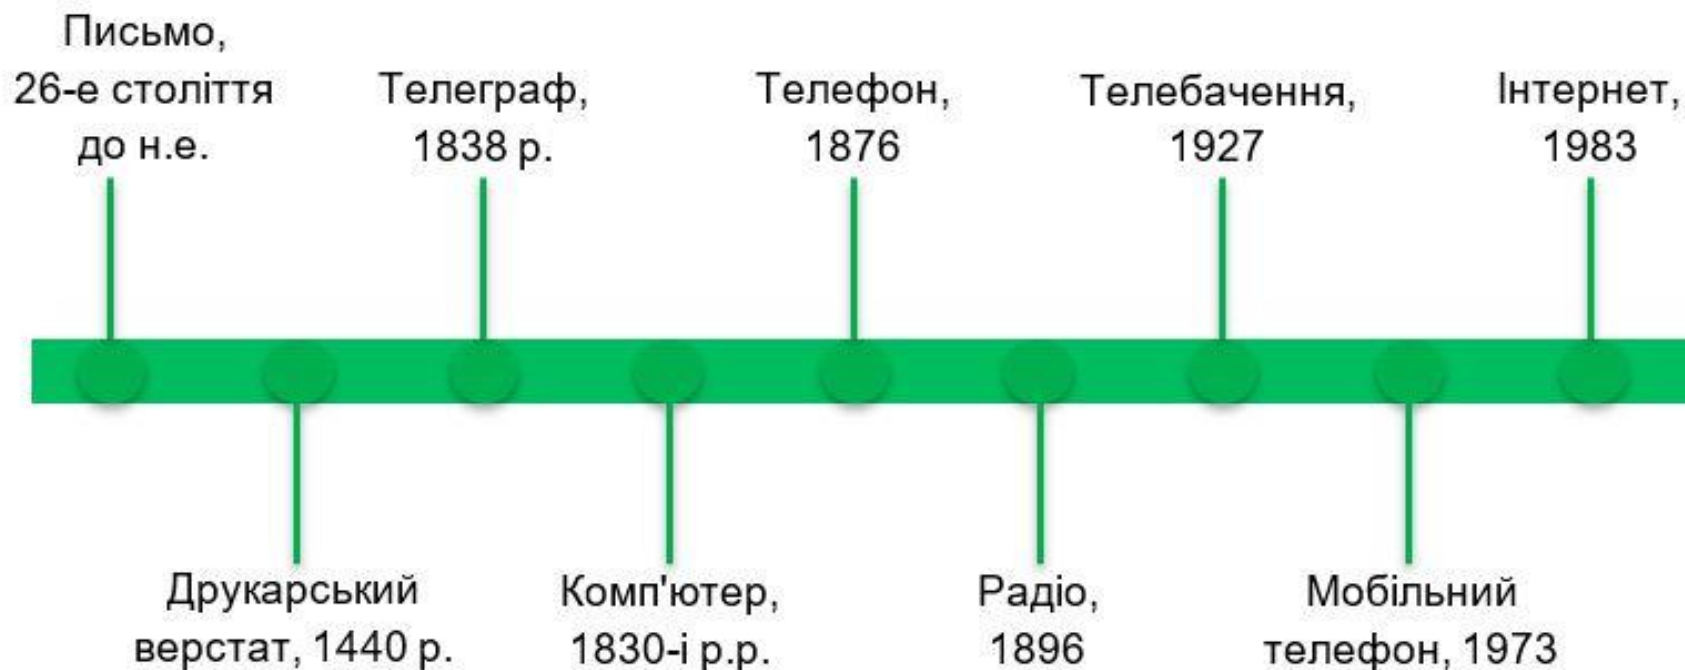 Письмо,
26-е століття
до н.е.
Телеграф,
1838 р.
Телефон,
1876
Телебачення,
1927
Інтернет,
1983
Друкарський
верстат, 1440 р.
Комп'ютер,
1830-і р.р.
Радіо,
1896
Мобільний
телефон, 1973